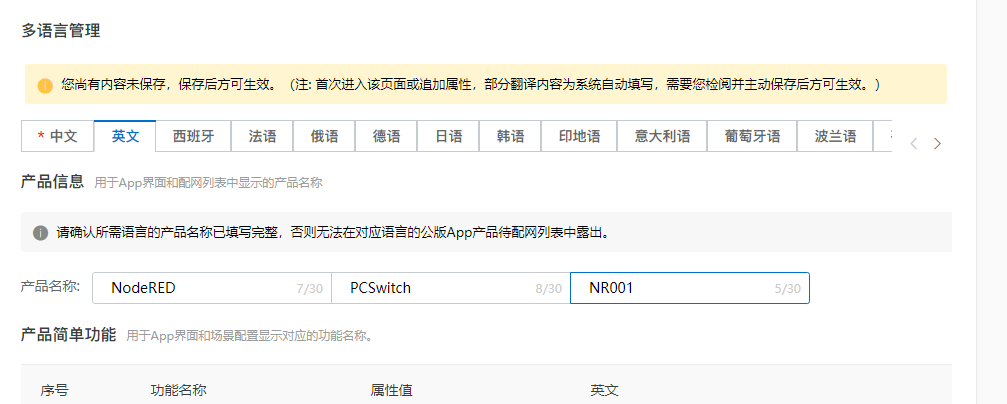 多语言管理
您尚有内容未保存，保存后方可生效。（注: 首次进入该页面或追加属性，部分翻译内容为系统自动填写，需要您检阅并主动保存后方可生效。）
* 中文 英文 西班牙 法语 俄语 德语 日语 韩语 印地语 意大利语 葡萄牙语 波兰语
产品信息 用于App界面和配网列表中显示的产品名称
请确认所需语言的产品名称已填写完整，否则无法在对应语言的公版App产品待配网列表中露出。
产品名称: NodeRED 7/30 PCSwitch 8/30 NR001 5/30
产品简单功能 用于App界面和场景配置显示对应的功能名称。
序号 功能名称 属性值 英文